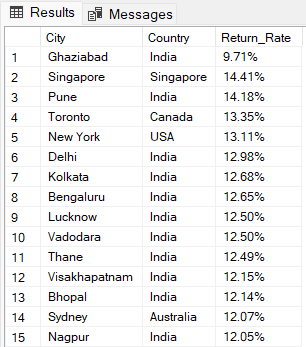 Results Messages
City Country Return_Rate
1 Ghaziabad India 9.71%
2 Singapore Singapore 14.41%
3 Pune India 14.18%
4 Toronto Canada 13.35%
5 New York USA 13.11%
6 Delhi India 12.98%
7 Kolkata India 12.68%
8 Bengaluru India 12.65%
9 Lucknow India 12.50%
10 Vadodara India 12.50%
11 Thane India 12.49%
12 Visakhapatnam India 12.15%
13 Bhopal India 12.14%
14 Sydney Australia 12.07%
15 Nagpur India 12.05%